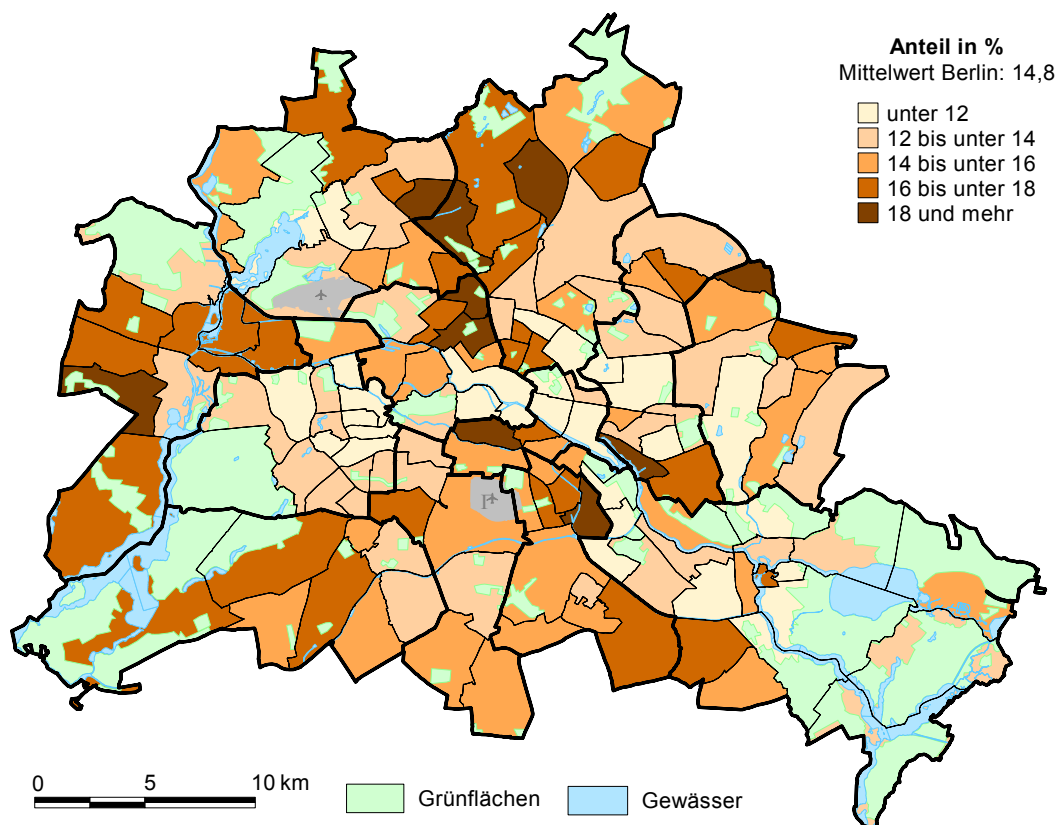 Anteil in %
Mittelwert Berlin: 14,8
unter 12
12 bis unter 14
14 bis unter 16
16 bis unter 18
18 und mehr
0 5 10 km
Grünflächen
Gewässer